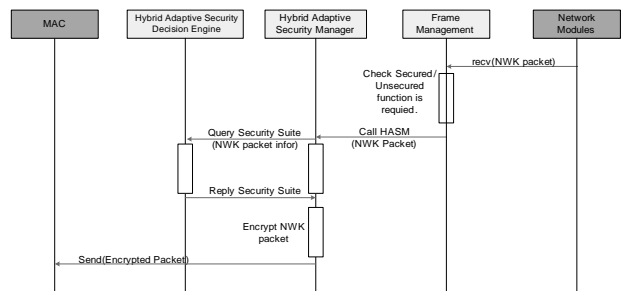 MAC
Hybrid Adaptive Security
Decision Engine
Hybrid Adaptive
Security Manager
Frame
Management
Network
Modules
recv(NWK packet)
Check Secured/
Unsecured
function is
requied.
Call HASM
(NWK Packet)
Query Security Suite
(NWK packet infor)
Reply Security Suite
Encrypt NWK
packet
Send(Encrypted Packet)